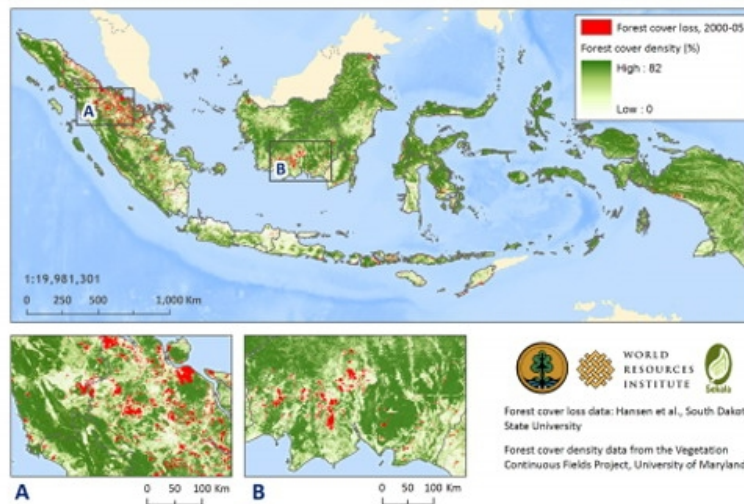 Forest cover loss, 2000-05
Forest cover density (%)
High : 82
Low : 0
A
B
1:19,981,301
0 250 500 1,000 Km
WORLD
RESOURCES
INSTITUTE
Sekala
Forest cover loss data: Hansen et al., South Dakot
State University
Forest cover density data from the Vegetation
Continuous Fields Project, University of Maryland
A
0 50 100 Km
B
0 50 100 Km